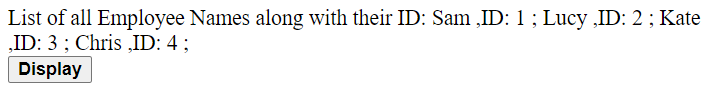 List of all Employee Names along with their ID: Sam ,ID: 1 ; Lucy ,ID: 2 ; Kate
,ID: 3 ; Chris ,ID: 4 ;
Display